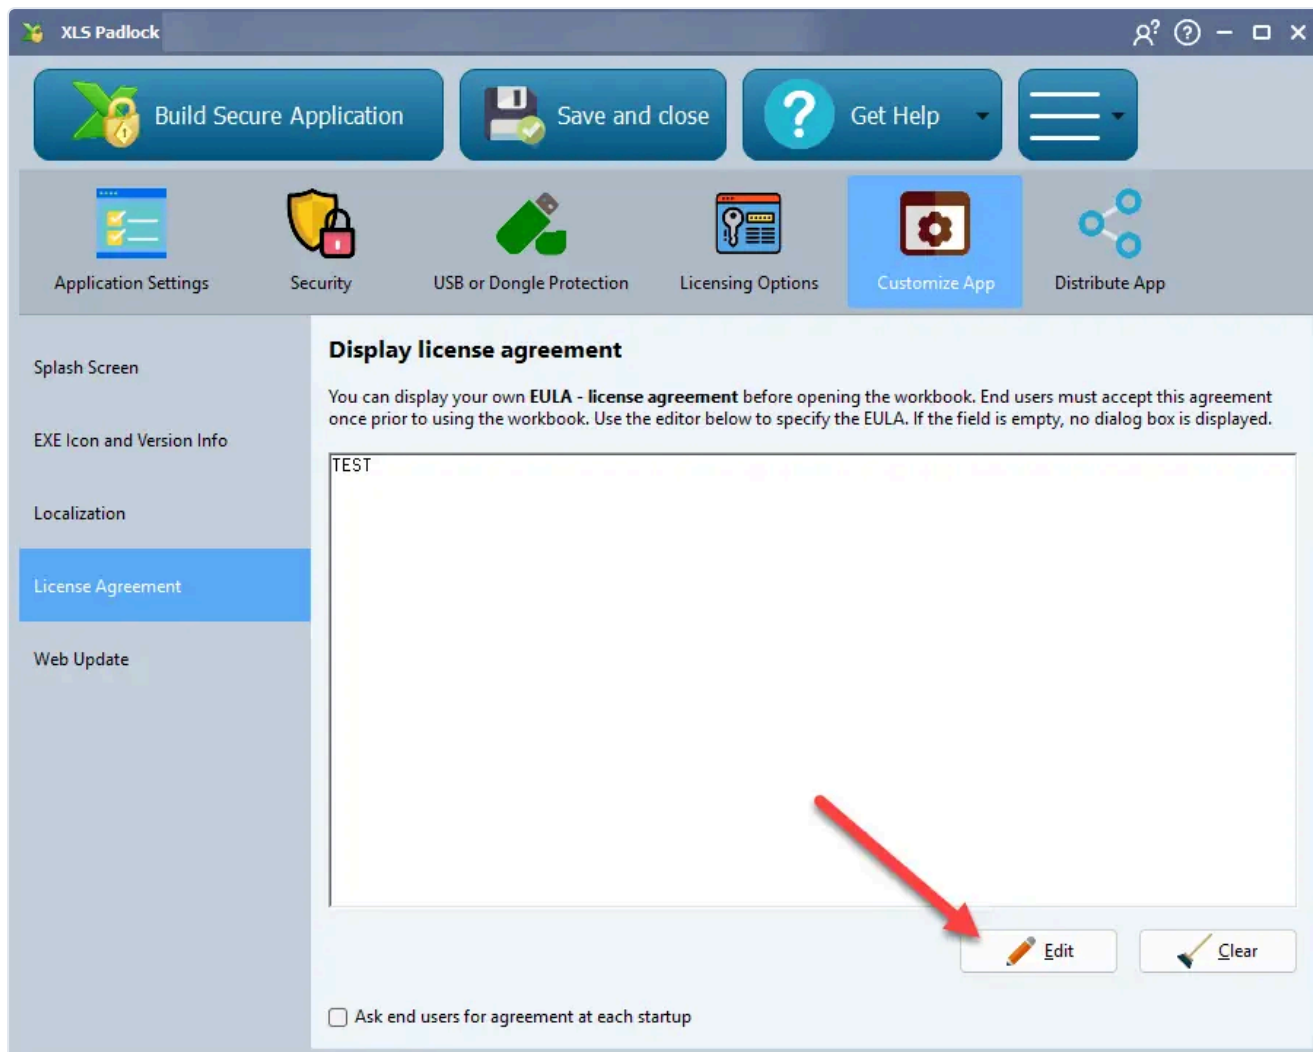 XLS Padlock
Build Secure Application
Save and close
Get Help
Application Settings
Security
USB or Dongle Protection
Licensing Options
Customize App
Distribute App
Splash Screen
EXE Icon and Version Info
Localization
License Agreement
Web Update
Display license agreement
You can display your own EULA - license agreement before opening the workbook. End users must accept this agreement
once prior to using the workbook. Use the editor below to specify the EULA. If the field is empty, no dialog box is displayed.
TEST
Edit
Clear
Ask end users for agreement at each startup